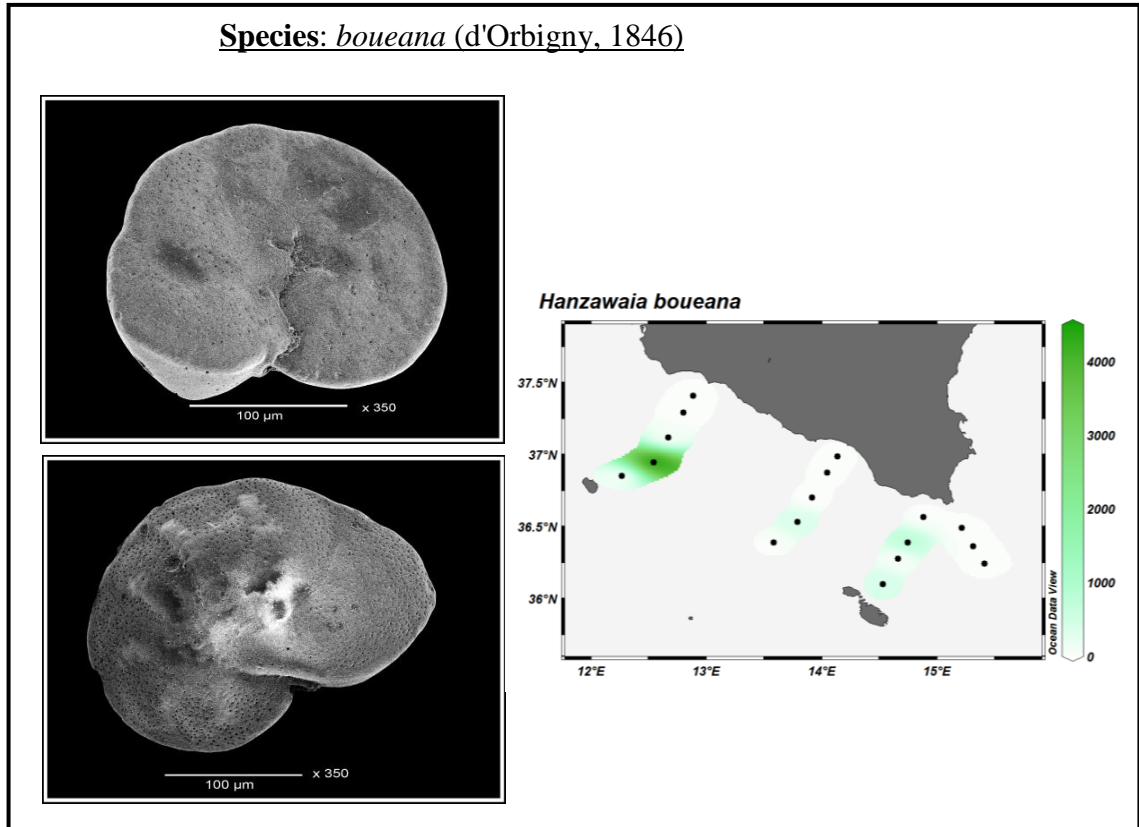 Species: boueana (d'Orbigny, 1846)
100 µm
x 350
100 µm
x 350
Hanzawaia boueana
37.5°N
37°N
36.5°N
36°N
12°E 13°E 14°E 15°E
4000
3000
2000
1000
0
Ocean Data View